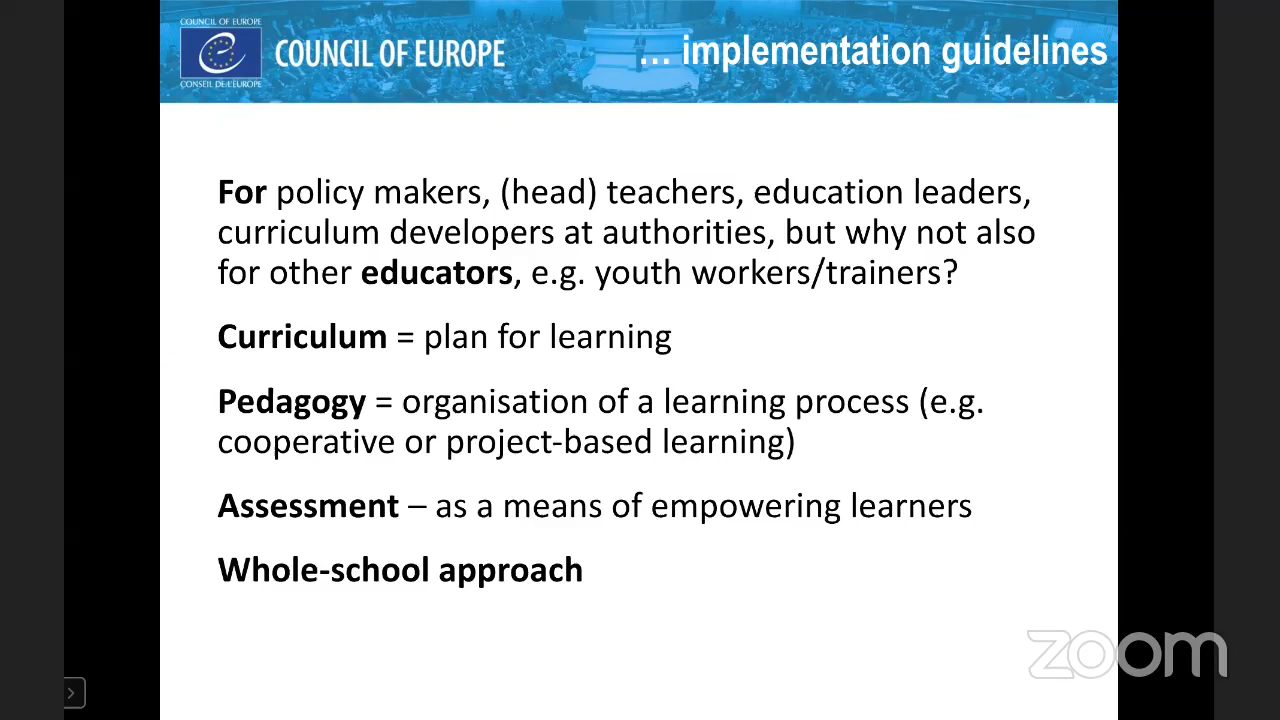 COUNCIL OF EUROPE
COUNCIL OF EUROPE
CONSEIL DE L'EUROPE
... implementation guidelines
For policy makers, (head) teachers, education leaders,
curriculum developers at authorities, but why not also
for other educators, e.g. youth workers/trainers?
Curriculum = plan for learning
Pedagogy = organisation of a learning process (e.g.
cooperative or project-based learning)
Assessment – as a means of empowering learners
Whole-school approach
zoom